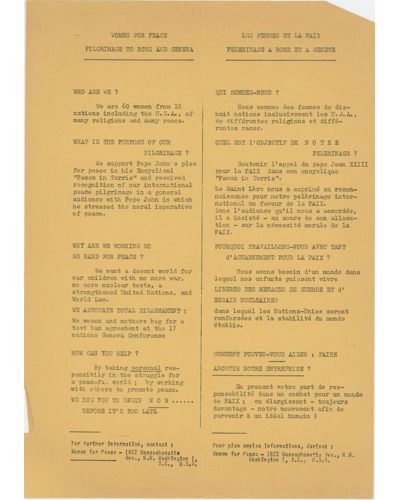 WOMEN FOR PEACE
PILGRIMAGE TO ROME AND GENEVA
WHO ARE WE ?
We are 60 women from 18
nations including the U.S.A., of
many religions and many races.
WHAT IS THE PURPOSE OF OUR
PILGRIMAGE ?
We support Pope John's plea
for peace in his Encyclical
"Pacem in Terris" and received
recognition of our international
peace pilgrimage in a general
audience with Pope John in which
he stressed the moral imperative
of peace.
WHY ARE WE WORKING SO
SO HARD FOR PEACE ?
We want a decent world for
our children with no more war,
no more nuclear tests, a
strengthened United Nations, and
World Law.
WE ADVOCATE TOTAL DISARMAMENT ;
We women and mothers beg for a
test ban agreement at the 17
nations Geneva Conference
HOW CAN YOU HELP ?
By taking personal res-
ponsibily in the struggle for
a peaceful world ; by working
with others to promote peace.
WE BEG YOU TO BEGIN N O W ......
BEFORE IT'S TOO LATE
For further information, contact :
Women for Peace - 1822 Massachusetts
Ave., N.W. Washington 6,
D.C., U.S.A.
LES FEMMES ET LA PAIX
PELERINAGE A ROME ET A GENEVE
QUI SOMMES-NOUS ?
Nous sommes des femmes de dix-
huit nations inclusivement les U.S.A.
de différentes religions et diffé-
rentes races.
QUEL EST L'OBJECTIF DE N O T R E
PELERINAGE ?
Soutenir l'appel du pape Jean XXIII
pour la PAIX dans son encyclique
"Pacem in Terris".
Le Saint Père nous a exprimé sa recon-
naissance pour notre pélerinage inter-
national en faveur de la PAIX.
Dans l'audience qu'il nous a accordée,
il a insisté - au cours de son allocu-
tion - sur la nécessité morale de la
PAIX.
POURQUOI TRAVAILLONS-NOUS AVEC TANT
D'ACHARNEMENT POUR LA PAIX ?
Nous avons besoin d'un monde dans
lequel nos enfants puissent vivre
LIBERES DES MENACES DE GUERRE ET d'
ESSAIS NUCLEAIRES
dans lequel les Nations-Unies seront
renforcées et la stabilité du monde
établie.
COMMENT POUVEZ-VOUS AIDER : FAIRE
ABOUTIR NOTRE ENTREPRISE ?
En prenant votre part de res-
ponsabilité dans un combat pour un monde
de PAIX ; en élargissant - toujours
davantage - notre mouvement afin de
parvenir à un idéal humain !
Pour plus amples informations, écrivez :
Women for Peace - 1822 Massachusetts Ave., N.W.
Washington 6, D.C., U.S.A.